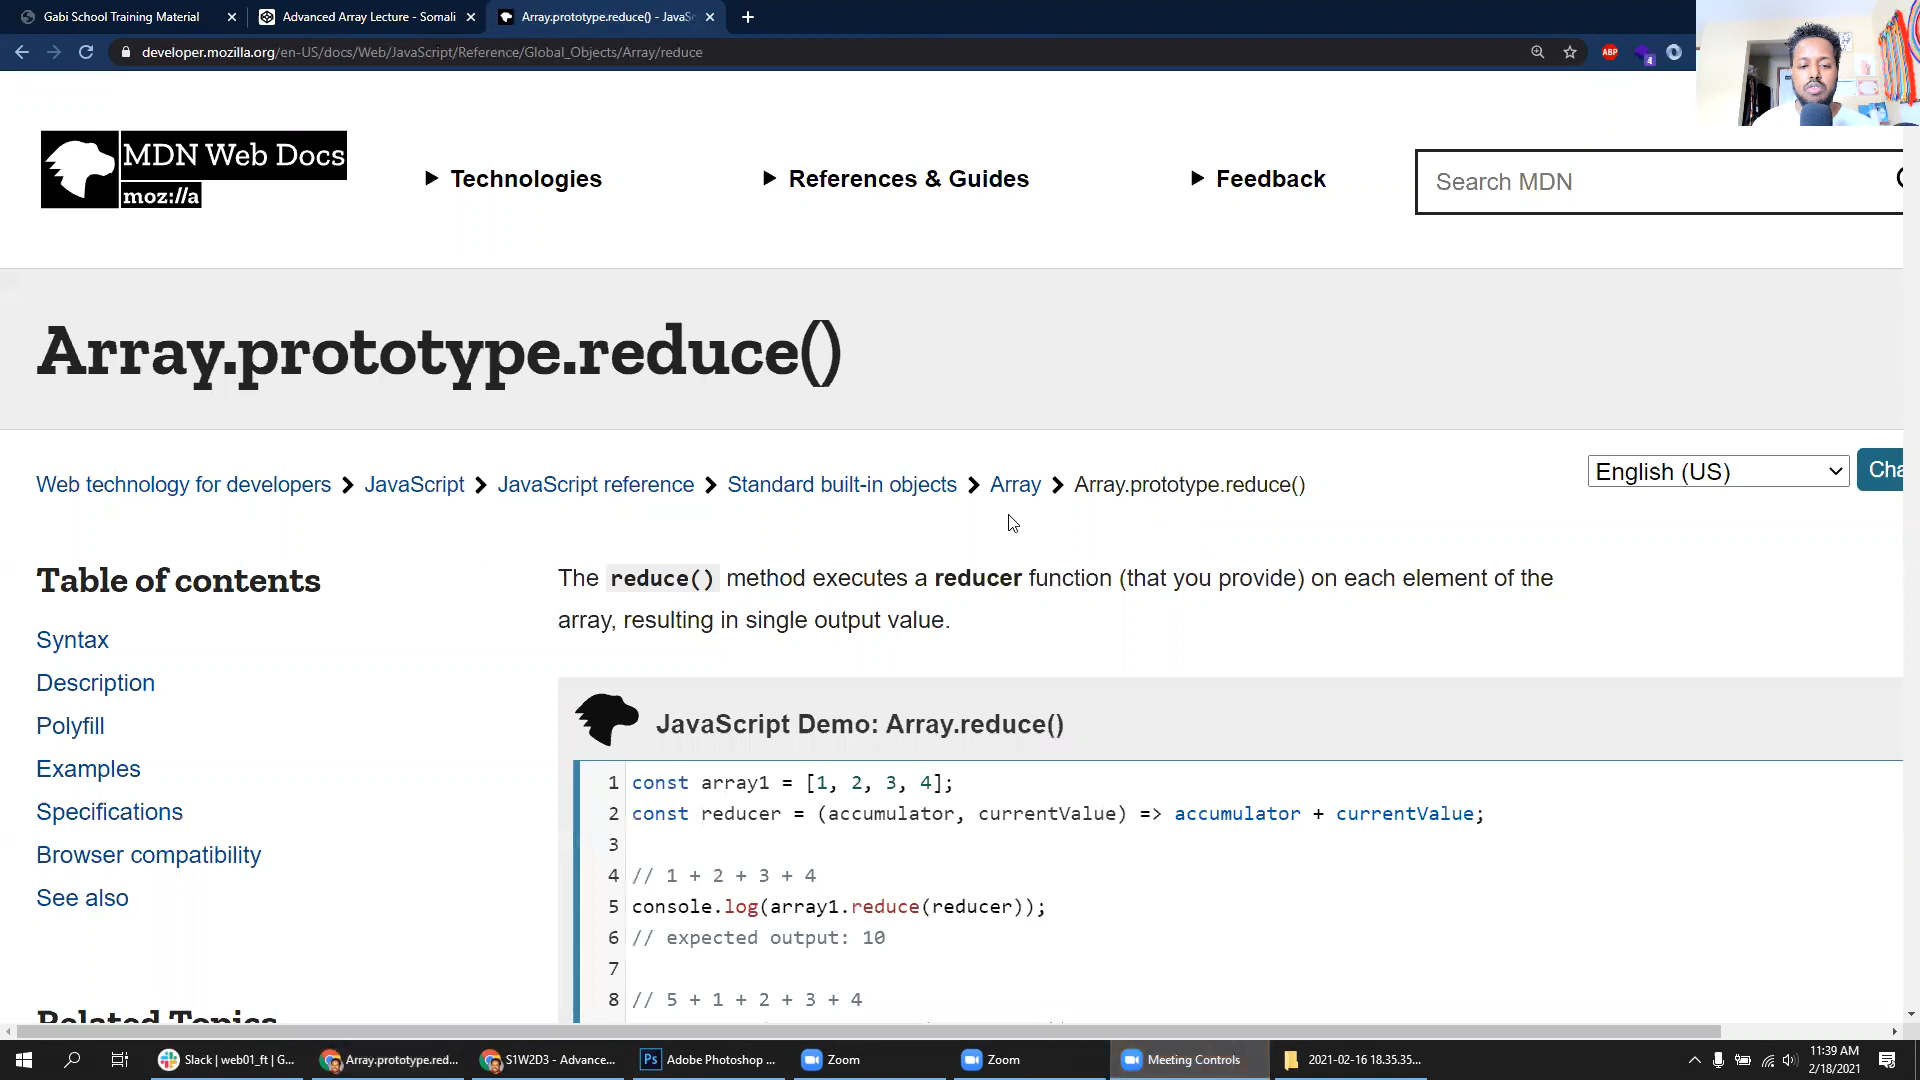 Gabi School Training Material
Advanced Array Lecture - Somali
Array.prototype.reduce() - JavaSc
developer.mozilla.org/en-US/docs/Web/JavaScript/Reference/Global_Objects/Array/reduce
ABP
4
MDN Web Docs
moz://a
Technologies
References & Guides
Feedback
Search MDN
Array.prototype.reduce()
Web technology for developers
JavaScript
JavaScript reference
Standard built-in objects
Array
Array.prototype.reduce()
English (US)
Cha
Table of contents
Syntax
Description
Polyfill
Examples
Specifications
Browser compatibility
See also
Related Topics
The reduce() method executes a reducer function (that you provide) on each element of the
array, resulting in single output value.
JavaScript Demo: Array.reduce()
1 const array1 = [1, 2, 3, 4];
2 const reducer = (accumulator, currentValue) => accumulator + currentValue;
3
4 // 1 + 2 + 3 + 4
5 console.log(array1.reduce(reducer));
6 // expected output: 10
7
8 // 5 + 1 + 2 + 3 + 4
Slack | web01_ft | G...
Array.prototype.red...
S1W2D3 - Advance...
Ps
Adobe Photoshop ...
Zoom
Zoom
Meeting Controls
2021-02-16 18.35.35...
11:39 AM
2/18/2021